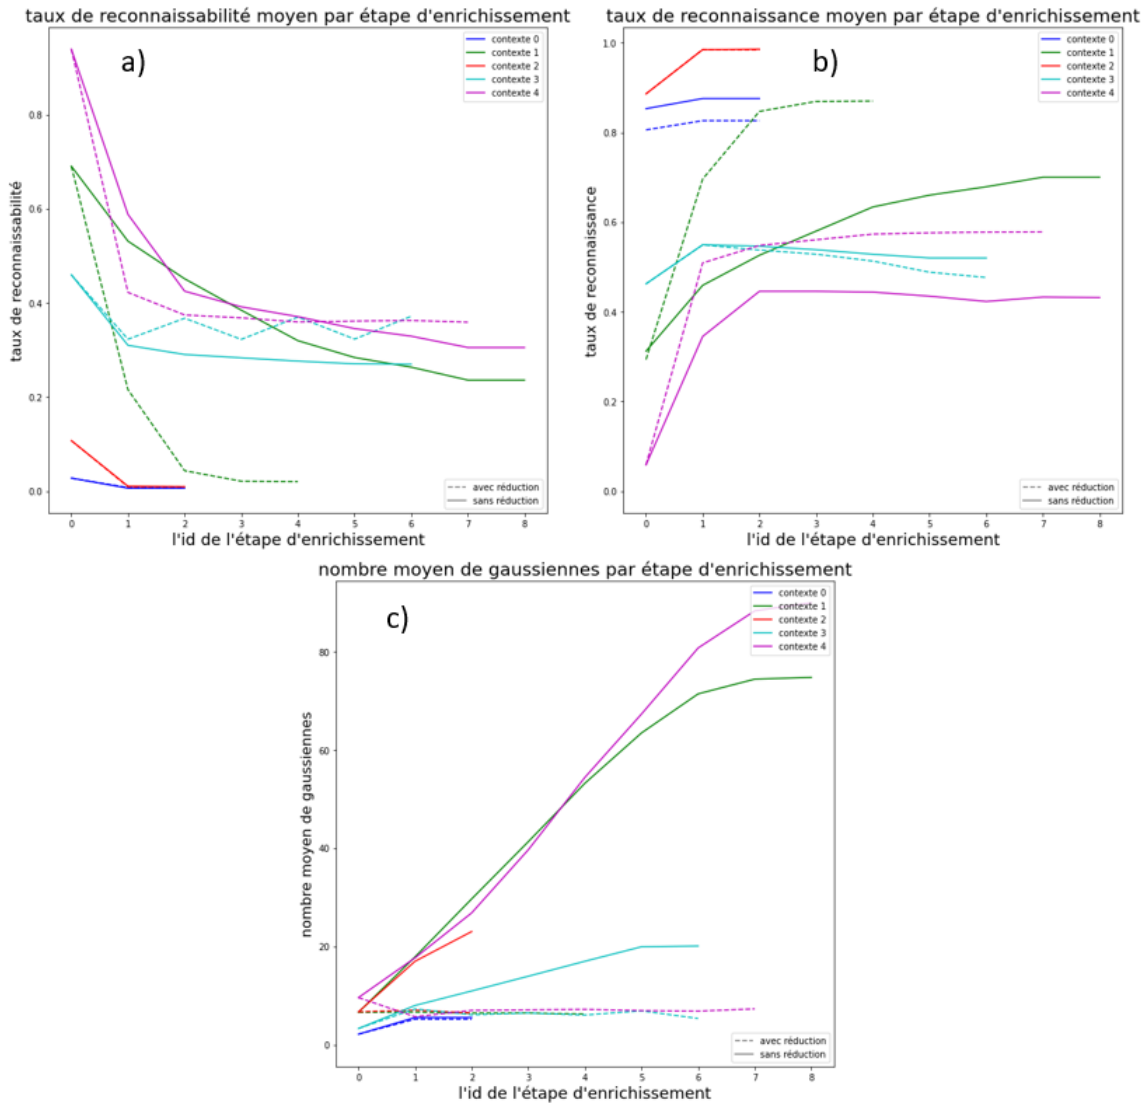 taux de reconnaissabilité moyen par étape d'enrichissement
a)
contexte 0
contexte 1
contexte 2
contexte 3
contexte 4
0.8
0.6
0.4
0.2
0.0
taux de reconnaissabilité
avec réduction
sans réduction
0 1 2 3 4 5 6 7 8
l'id de l'étape d'enrichissement
taux de reconnaissance moyen par étape d'enrichissement
b)
contexte 0
contexte 1
contexte 2
contexte 3
contexte 4
1.0
0.8
0.6
0.4
0.2
0.0
taux de reconnaissance
avec réduction
sans réduction
0 1 2 3 4 5 6 7 8
l'id de l'étape d'enrichissement
nombre moyen de gaussiennes par étape d'enrichissement
c)
contexte 0
contexte 1
contexte 2
contexte 3
contexte 4
80
60
40
20
0
nombre moyen de gaussiennes
avec réduction
sans réduction
0 1 2 3 4 5 6 7 8
l'id de l'étape d'enrichissement